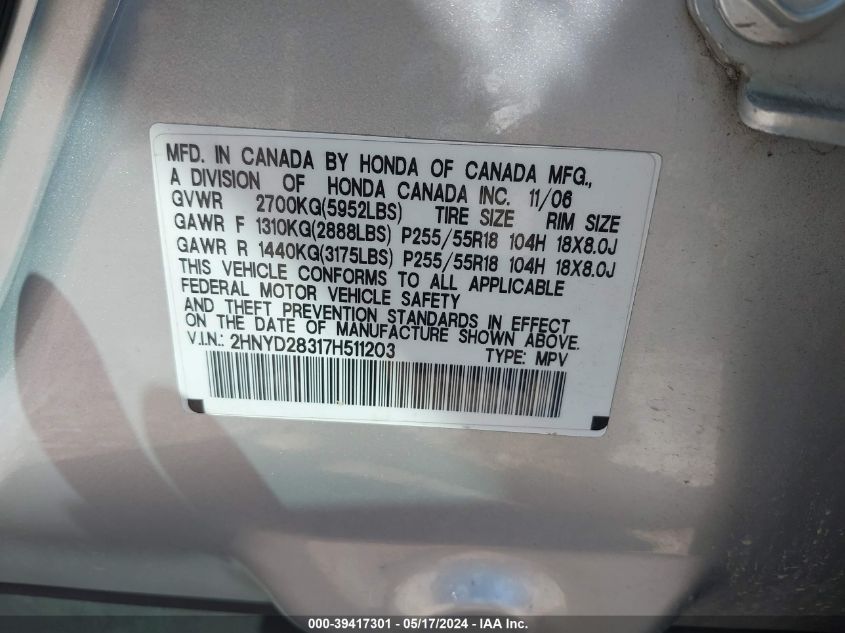 MFD. IN CANADA BY HONDA OF CANADA MFG.,
A DIVISION OF HONDA CANADA INC. 11/06
GVWR 2700KG(5952LBS) TIRE SIZE RIM SIZE
GAWR F 1310KG(2888LBS) P255/55R18 104H 18X8.0J
GAWR R 1440KG(3175LBS) P255/55R18 104H 18X8.0J
THIS VEHICLE CONFORMS TO ALL APPLICABLE
FEDERAL MOTOR VEHICLE SAFETY
AND THEFT PREVENTION STANDARDS IN EFFECT
ON THE DATE OF MANUFACTURE SHOWN ABOVE.
V.I.N.: 2HNYD28317H511203 TYPE: MPV
000-39417301 - 05/17/2024 - IAA Inc.